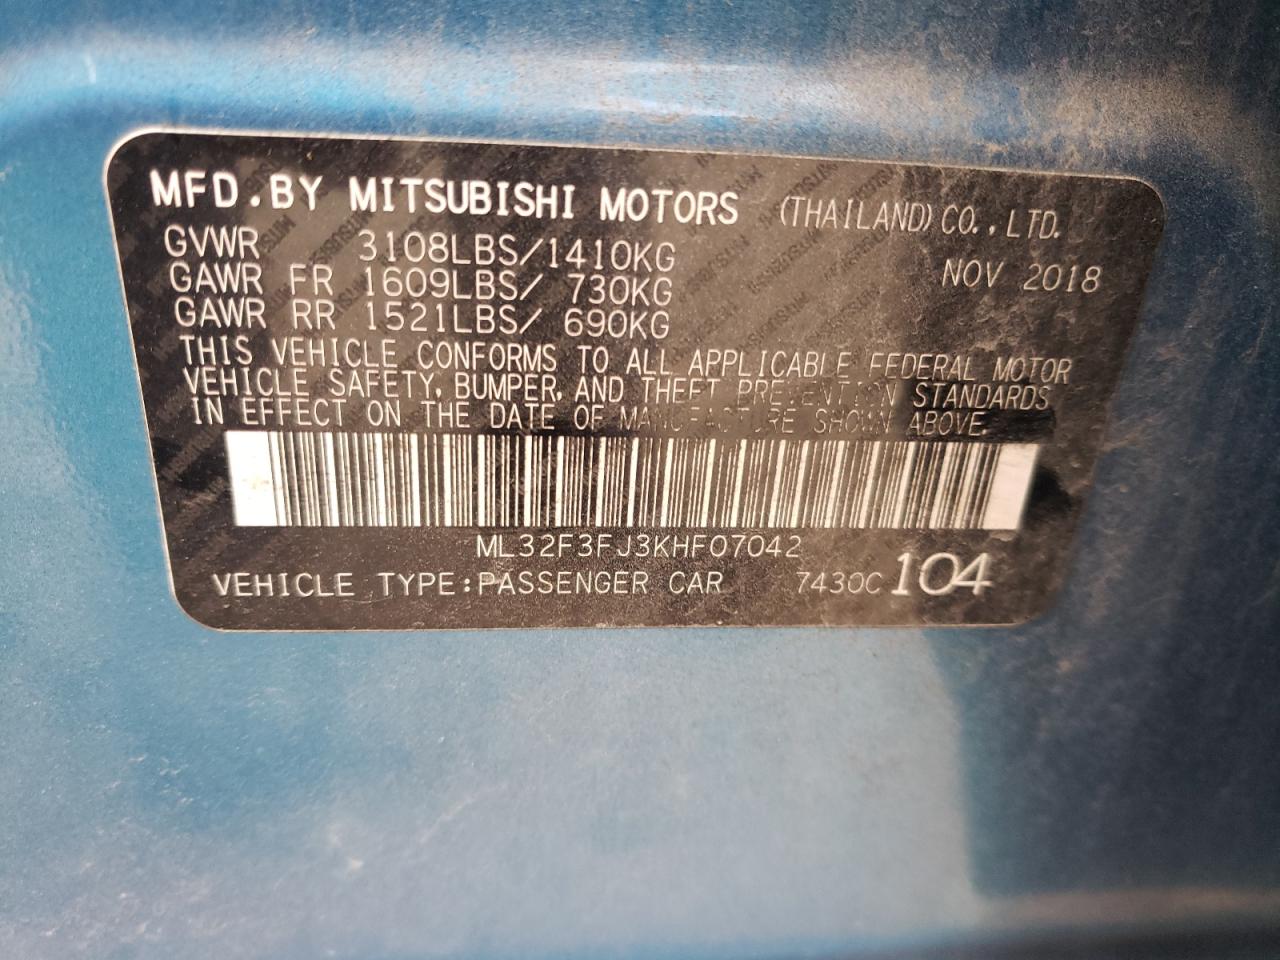 MFD.BY MITSUBISHI MOTORS (THAILAND)CO.,LTD.
GVWR 3108LBS/1410KG NOV 2018
GAWR FR 1609LBS/ 730KG
GAWR RR 1521LBS/ 690KG
THIS VEHICLE CONFORMS TO ALL APPLICABLE FEDERAL MOTOR
VEHICLE SAFETY, BUMPER, AND THEFT PREVENTION STANDARDS
IN EFFECT ON THE DATE OF MANUFACTURE SHOWN ABOVE.
ML32F3FJ3KHF07042
VEHICLE TYPE:PASSENGER CAR 7430C 104